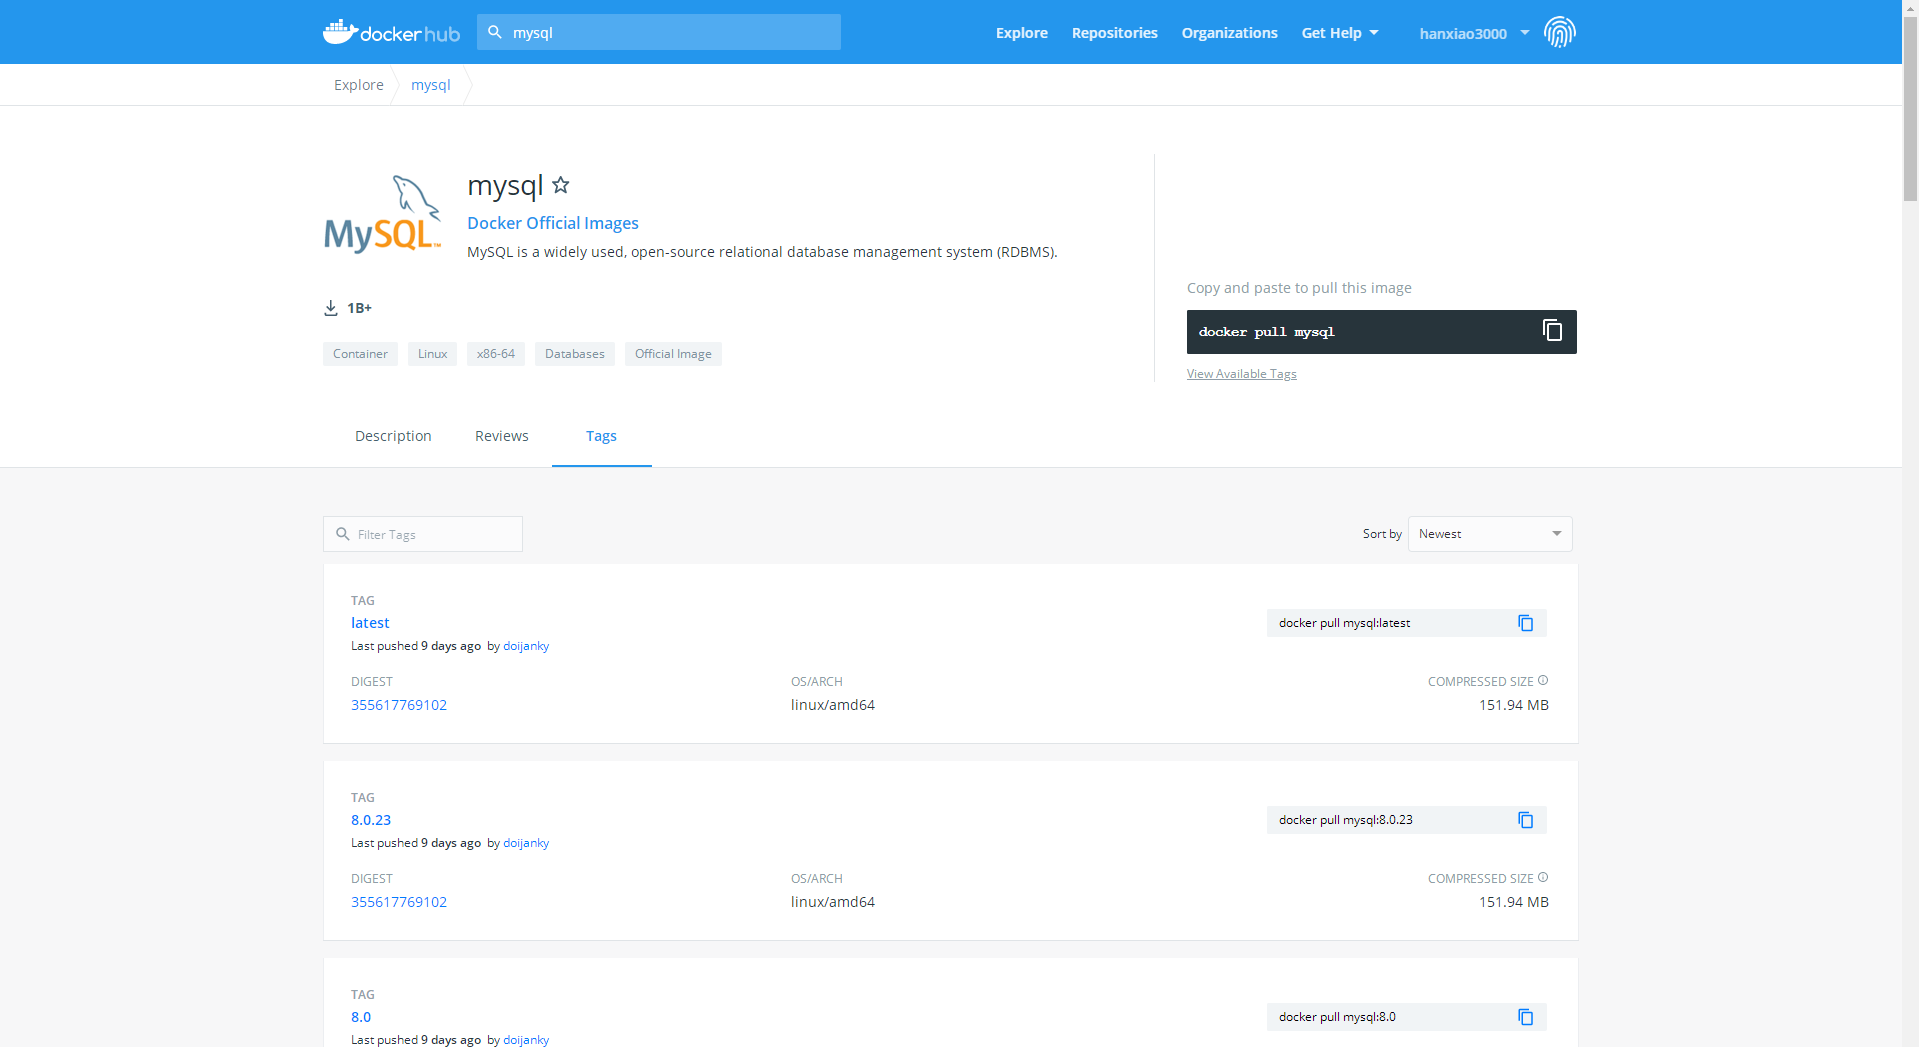 docker hub
mysql
Explore Repositories Organizations Get Help hanxiao3000
Explore mysql
MySQL™
mysql
Docker Official Images
MySQL is a widely used, open-source relational database management system (RDBMS).
1B+
Container Linux x86-64 Databases Official Image
Copy and paste to pull this image
docker pull mysql
View Available Tags
Description Reviews Tags
Filter Tags
Sort by Newest
TAG
latest
Last pushed 9 days ago by doijanky
docker pull mysql:latest
DIGEST OS/ARCH COMPRESSED SIZE
355617769102 linux/amd64 151.94 MB
TAG
8.0.23
Last pushed 9 days ago by doijanky
docker pull mysql:8.0.23
DIGEST OS/ARCH COMPRESSED SIZE
355617769102 linux/amd64 151.94 MB
TAG
8.0
Last pushed 9 days ago by doijanky
docker pull mysql:8.0